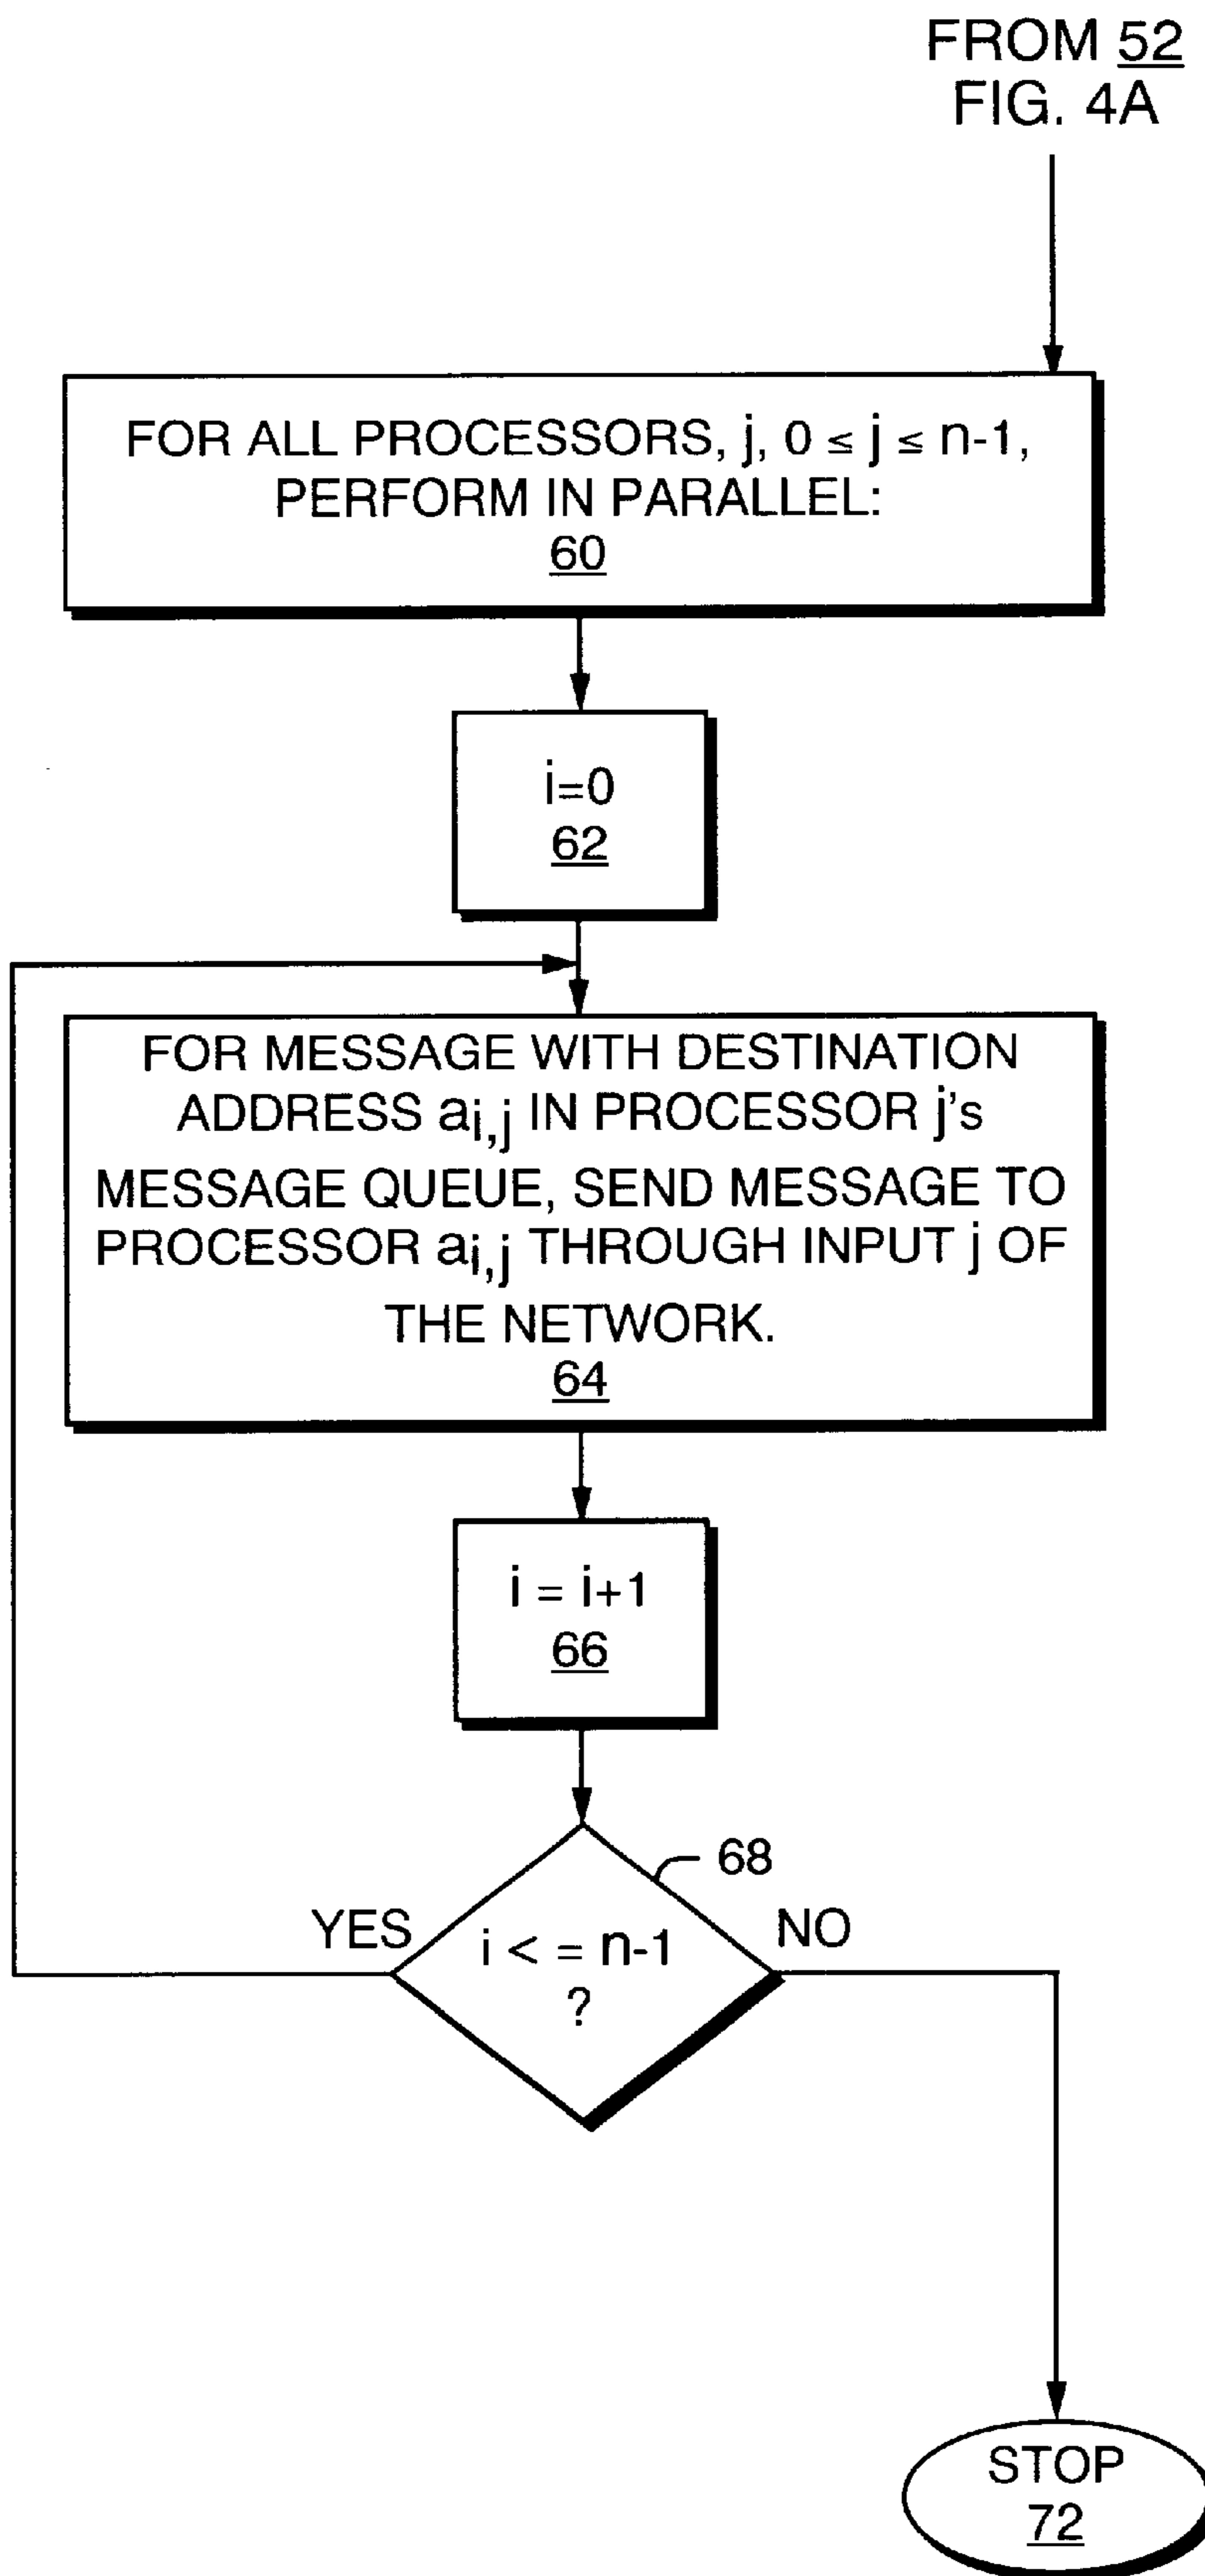 FROM 52
FIG. 4A
FOR ALL PROCESSORS, j, 0 ≤ j ≤ n-1,
PERFORM IN PARALLEL:
60
i=0
62
FOR MESSAGE WITH DESTINATION
ADDRESS ai,j IN PROCESSOR j's
MESSAGE QUEUE, SEND MESSAGE TO
PROCESSOR ai,j THROUGH INPUT j OF
THE NETWORK.
64
i = i+1
66
68
YES
NO
i < = n-1
?
STOP
72